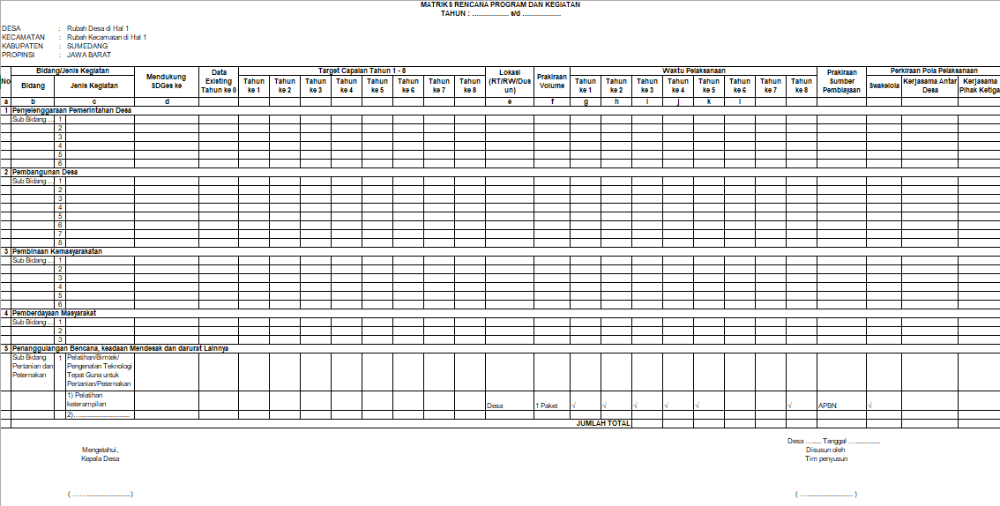 MATRIKS RENCANA PROGRAM DAN KEGIATAN
TAHUN : ................... s/d ...................
DESA : Rubah Desa di Hal 1
KECAMATAN : Rubah Kecamatan di Hal 1
KABUPATEN : SUMEDANG
PROPINSI : JAWA BARAT
No Bidang/Jenis Kegiatan Mendukung SDGes ke Data Existing Tahun ke 0 Target Capaian Tahun 1 - 8 Lokasi (RT/RW/Dusun) Prakiraan Volume Waktu Pelaksanaan Prakiraan Sumber Pembiayaan Perkiraan Pola Pelaksanaan
Bidang Jenis Kegiatan Tahun ke 1 Tahun ke 2 Tahun ke 3 Tahun ke 4 Tahun ke 5 Tahun ke 6 Tahun ke 7 Tahun ke 8 Tahun ke 1 Tahun ke 2 Tahun ke 3 Tahun ke 4 Tahun ke 5 Tahun ke 6 Tahun ke 7 Tahun ke 8 Swakelola Kerjasama Antar Desa Kerjasama Pihak Ketiga
a b c d e f g h i j k l
1 Penyelenggaraan Pemerintahan Desa
Sub Bidang ... 1
2
3
4
5
6
2 Pembangunan Desa
Sub Bidang ... 1
2
3
4
5
6
7
8
3 Pembinaan Kemasyarakatan
Sub Bidang ... 1
2
3
4
5
6
4 Pemberdayaan Masyarakat
Sub Bidang ... 1
2
3
5 Penanggulangan Bencana, keadaan Mendesak dan darurat Lainnya
Sub Bidang Pertanian dan Peternakan 1 Pelatihan/Bimtek/
Pengenalan Teknologi
Tepat Guna untuk
Pertanian/Peternakan
1) Pelatihan
keterampilan Desa 1 Paket √ √ √ √ √ √ APBN √
2)..............................
JUMLAH TOTAL
Desa ........ Tanggal ..................
Mengetahui, Disusun oleh
Kepala Desa Tim penyusun
( ..............................) ( .............................. )